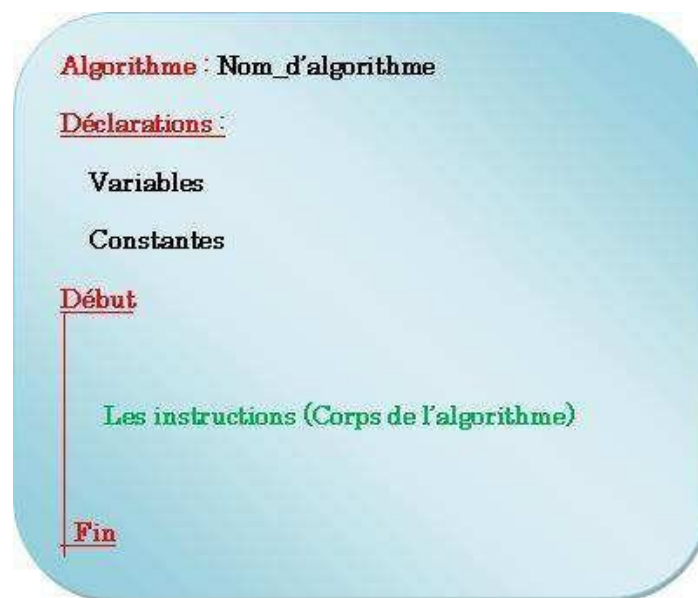 Algorithme : Nom_d'algorithme
Déclarations :
Variables
Constantes
Début
Les instructions (Corps de l'algorithme)
Fin